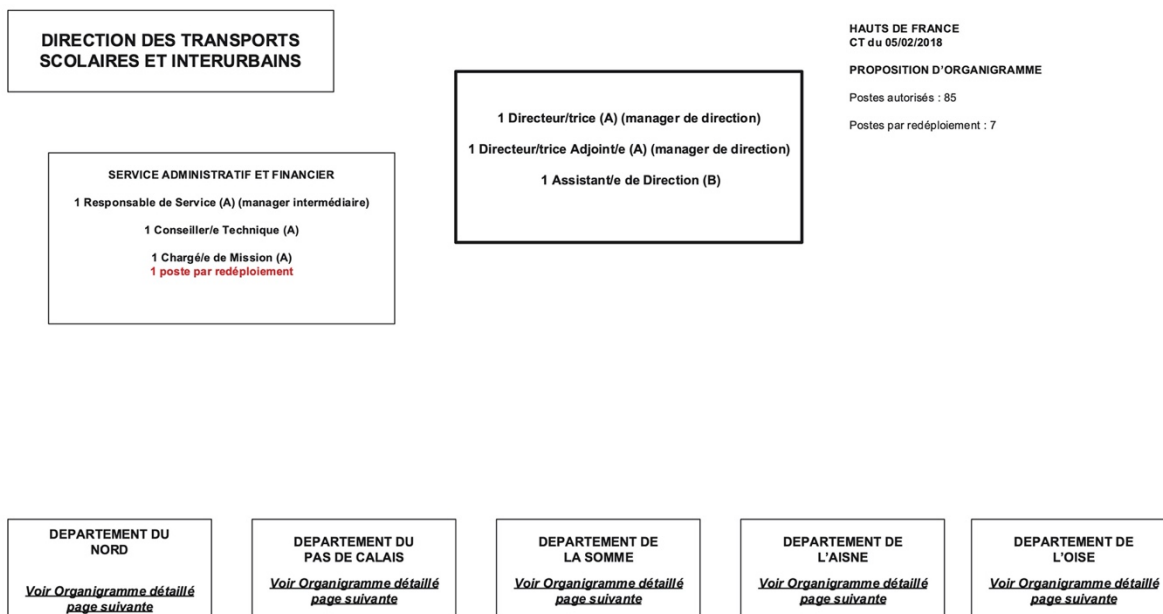 DIRECTION DES TRANSPORTS
SCOLAIRES ET INTERURBAINS
HAUTS DE FRANCE
CT du 05/02/2018
PROPOSITION D'ORGANIGRAMME
Postes autorisés : 85
Postes par redéploiement : 7
1 Directeur/trice (A) (manager de direction)
1 Directeur/trice Adjoint/e (A) (manager de direction)
1 Assistant/e de Direction (B)
SERVICE ADMINISTRATIF ET FINANCIER
1 Responsable de Service (A) (manager intermédiaire)
1 Conseiller/e Technique (A)
1 Chargé/e de Mission (A)
1 poste par redéploiement
DEPARTEMENT DU
NORD
Voir Organigramme détaillé
page suivante
DEPARTEMENT DU
PAS DE CALAIS
Voir Organigramme détaillé
page suivante
DEPARTEMENT DE
LA SOMME
Voir Organigramme détaillé
page suivante
DEPARTEMENT DE
L'AISNE
Voir Organigramme détaillé
page suivante
DEPARTEMENT DE
L'OISE
Voir Organigramme détaillé
page suivante